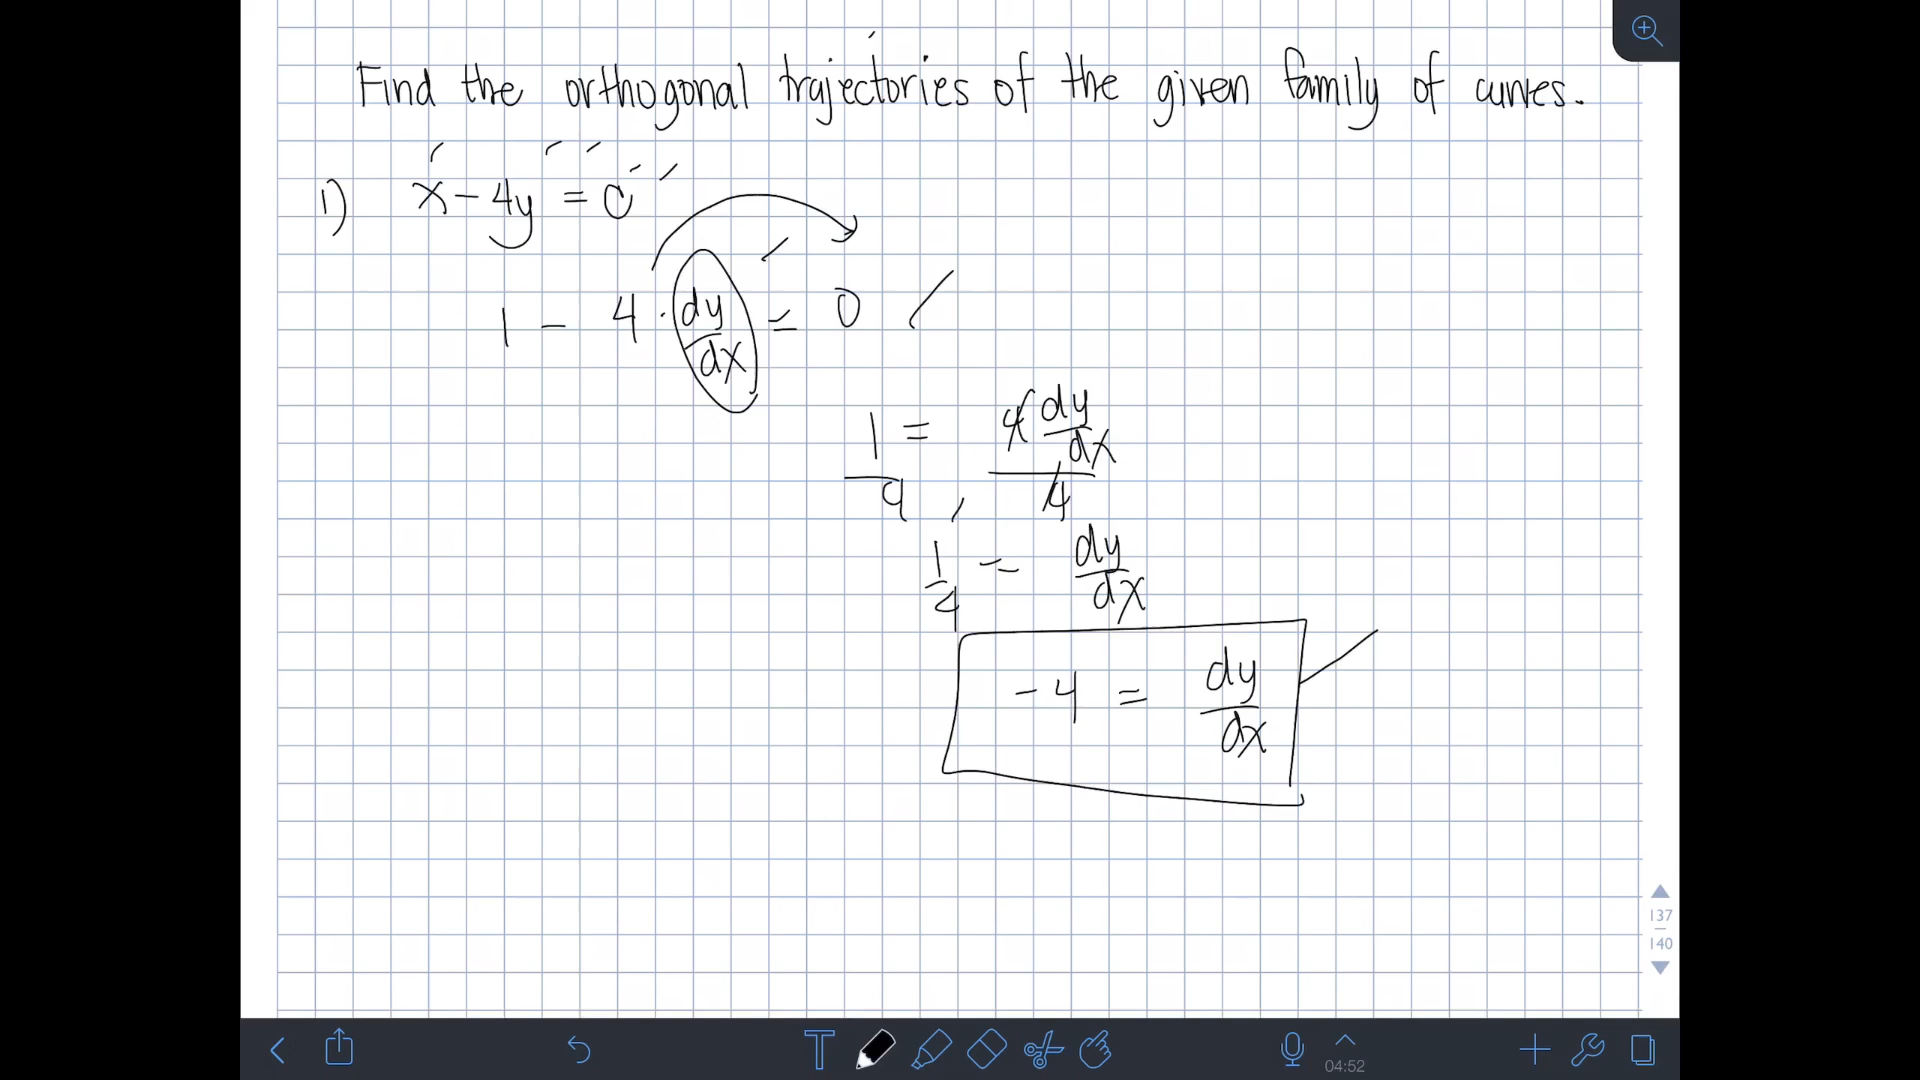 Find the orthogonal trajectories of the given family of curves.
1) x - 4y = c
1 - 4 · dy/dx = 0
1/4 = 4 dy/dx / 4
1/4 = dy/dx
-4 = dy/dx
137
140
T
04:52